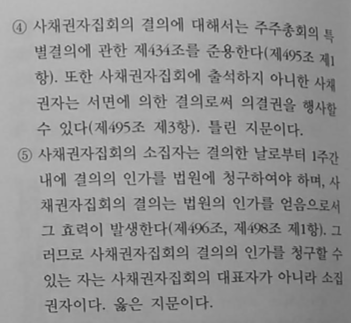 ④ 사채권자집회의 결의에 대해서는 주주총회의 특
별결의에 관한 제434조를 준용한다(제495조 제1
항). 또한 사채권자집회에 출석하지 아니한 사채
권자는 서면에 의한 결의로써 의결권을 행사할
수 있다(제495조 제3항). 틀린 지문이다.
⑤ 사채권자집회의 소집자는 결의한 날로부터 1주간
내에 결의의 인가를 법원에 청구하여야 하며, 사
채권자집회의 결의는 법원의 인가를 얻음으로서
그 효력이 발생한다(제496조, 제498조 제1항). 그
러므로 사채권자집회의 결의의 인가를 청구할 수
있는 자는 사채권자집회의 대표자가 아니라 소집
권자이다. 옳은 지문이다.